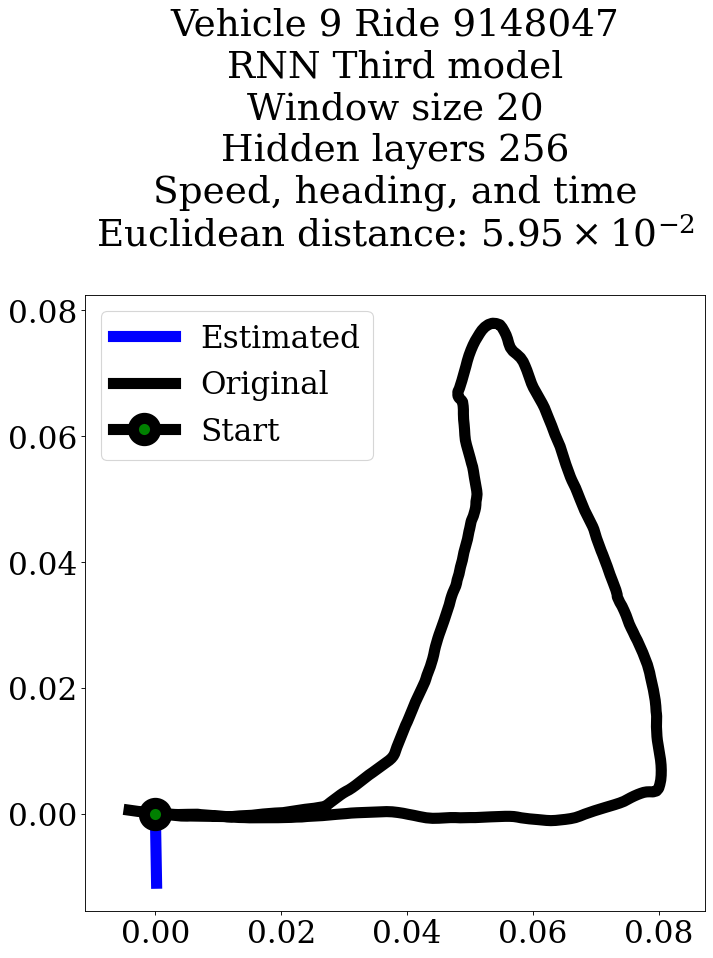 Vehicle 9 Ride 9148047
RNN Third model
Window size 20
Hidden layers 256
Speed, heading, and time
Euclidean distance: 5.95 × 10⁻²
Estimated
Original
Start
0.08
0.06
0.04
0.02
0.00
0.00 0.02 0.04 0.06 0.08